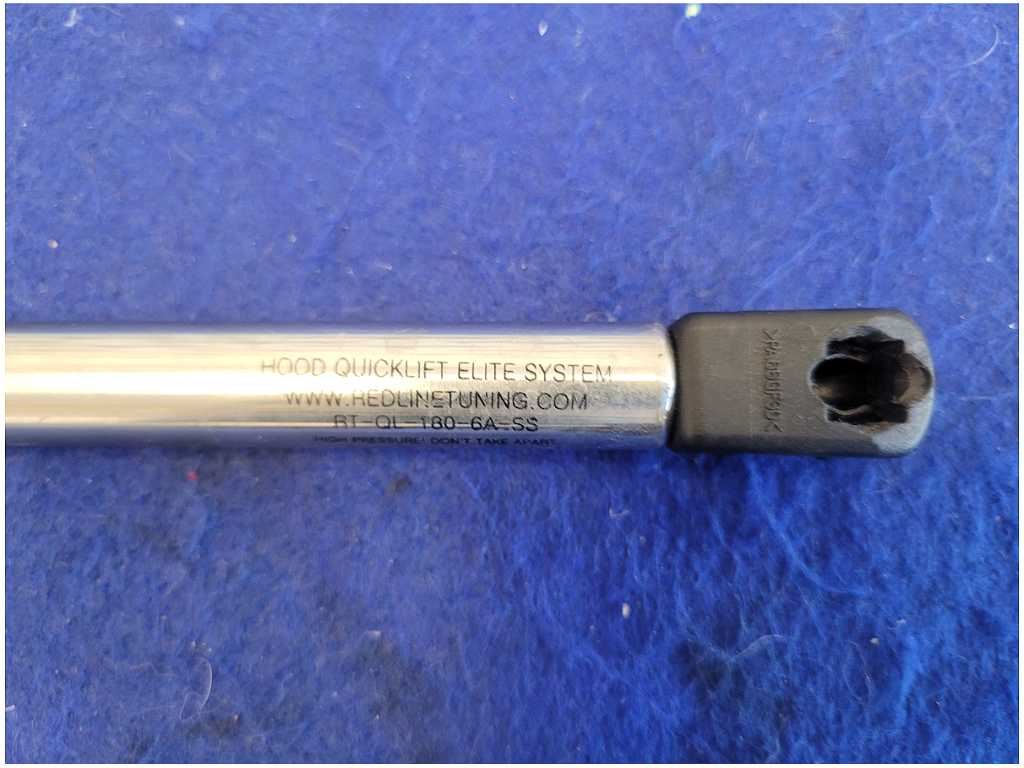 HOOD QUICKLIFT ELITE SYSTEM
WWW.REDLINETUNING.COM
RT-QL-180-6A-SS
HIGH PRESSURE! DON'T TAKE APART